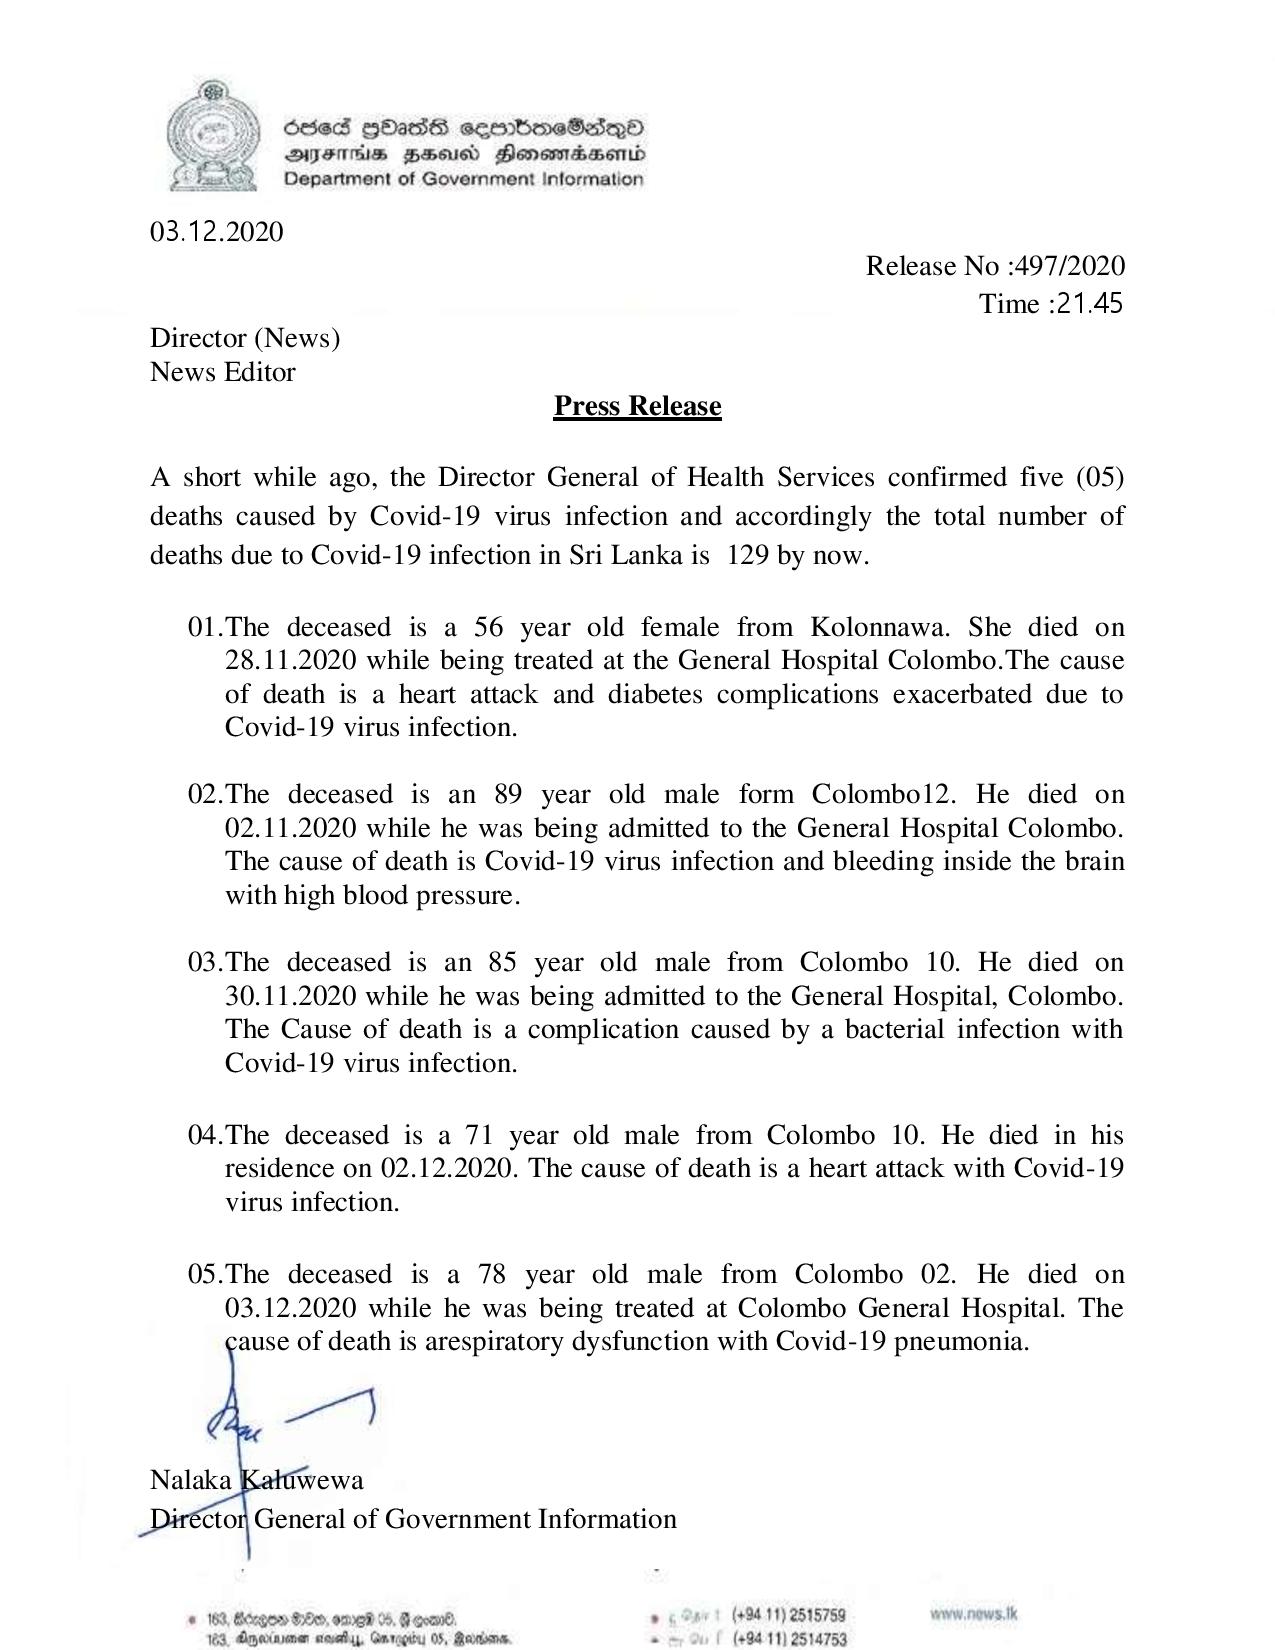 රජයේ ප්‍රවෘත්ති දෙපාර්තමේන්තුව
அரசாங்க தகவல் திணைக்களம்
Department of Government Information
03.12.2020
Release No :497/2020
Time :21.45
Director (News)
News Editor
Press Release
A short while ago, the Director General of Health Services confirmed five (05)
deaths caused by Covid-19 virus infection and accordingly the total number of
deaths due to Covid-19 infection in Sri Lanka is 129 by now.
01.The deceased is a 56 year old female from Kolonnawa. She died on
28.11.2020 while being treated at the General Hospital Colombo.The cause
of death is a heart attack and diabetes complications exacerbated due to
Covid-19 virus infection.
02.The deceased is an 89 year old male form Colombo12. He died on
02.11.2020 while he was being admitted to the General Hospital Colombo.
The cause of death is Covid-19 virus infection and bleeding inside the brain
with high blood pressure.
03.The deceased is an 85 year old male from Colombo 10. He died on
30.11.2020 while he was being admitted to the General Hospital, Colombo.
The Cause of death is a complication caused by a bacterial infection with
Covid-19 virus infection.
04.The deceased is a 71 year old male from Colombo 10. He died in his
residence on 02.12.2020. The cause of death is a heart attack with Covid-19
virus infection.
05.The deceased is a 78 year old male from Colombo 02. He died on
03.12.2020 while he was being treated at Colombo General Hospital. The
cause of death is arespiratory dysfunction with Covid-19 pneumonia.
Nalaka Kaluwewa
Director General of Government Information
163, කිරුලපන මාවත, කොළඹ 05, ශ්‍රී ලංකාව.
(+94 11) 2515759
www.news.lk
163, கிருலப்பனை எவனியூ, கொழும்பு 05, இலங்கை.
(+94 11) 2514753